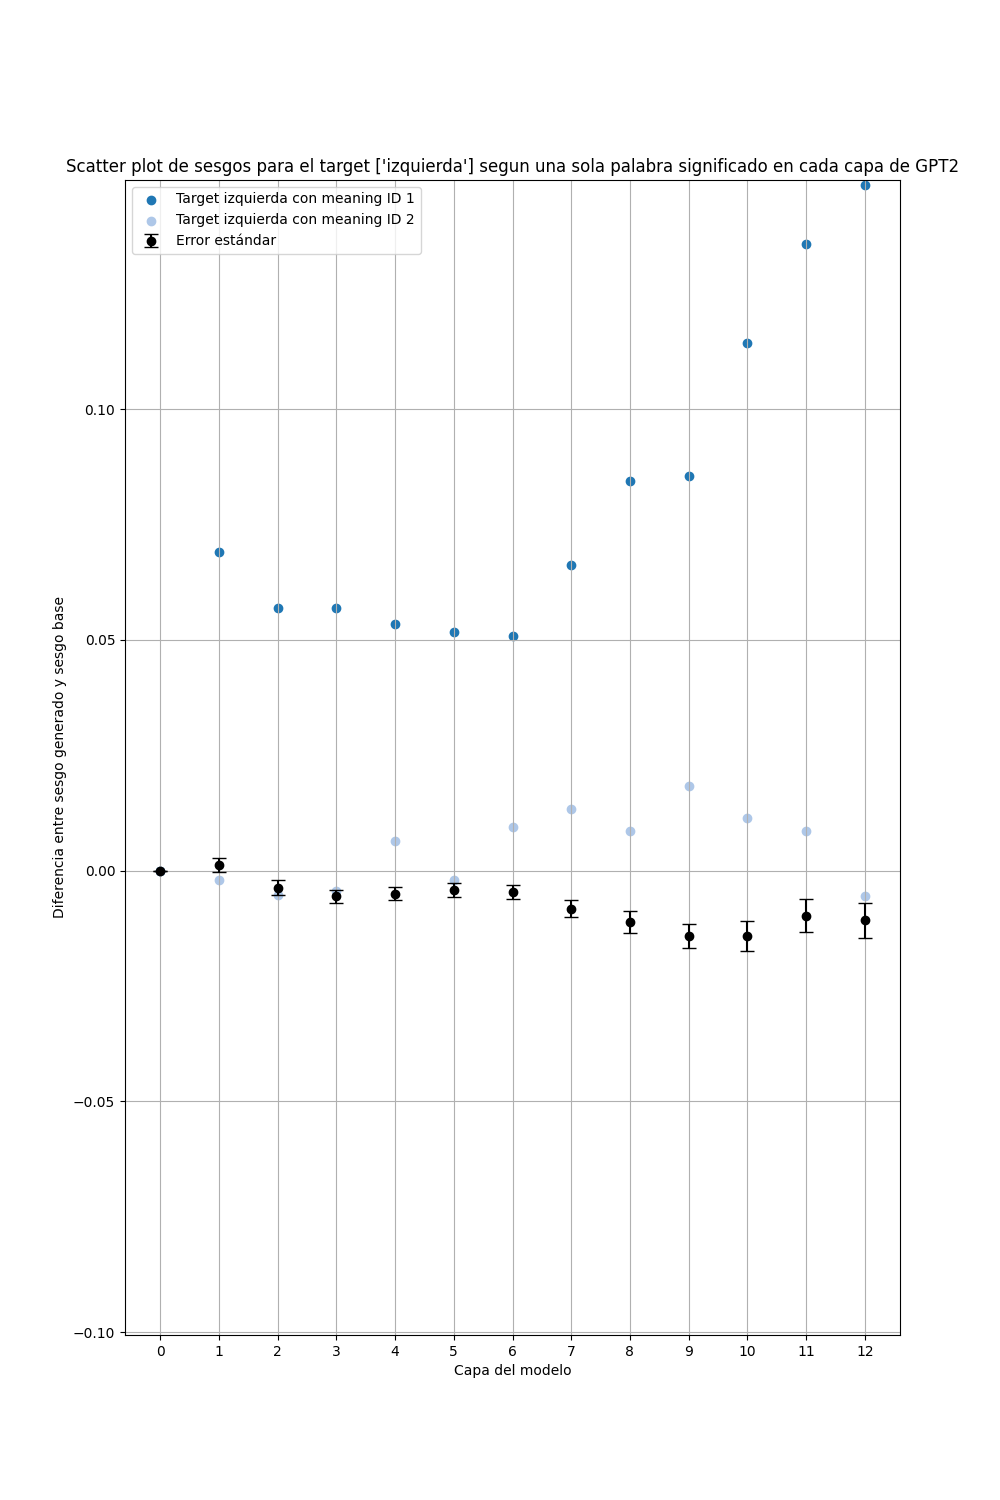 Scatter plot de sesgos para el target ['izquierda'] segun una sola palabra significado en cada capa de GPT2
Target izquierda con meaning ID 1
Target izquierda con meaning ID 2
Error estándar
0.10
0.05
0.00
−0.05
−0.10
Diferencia entre sesgo generado y sesgo base
0 1 2 3 4 5 6 7 8 9 10 11 12
Capa del modelo